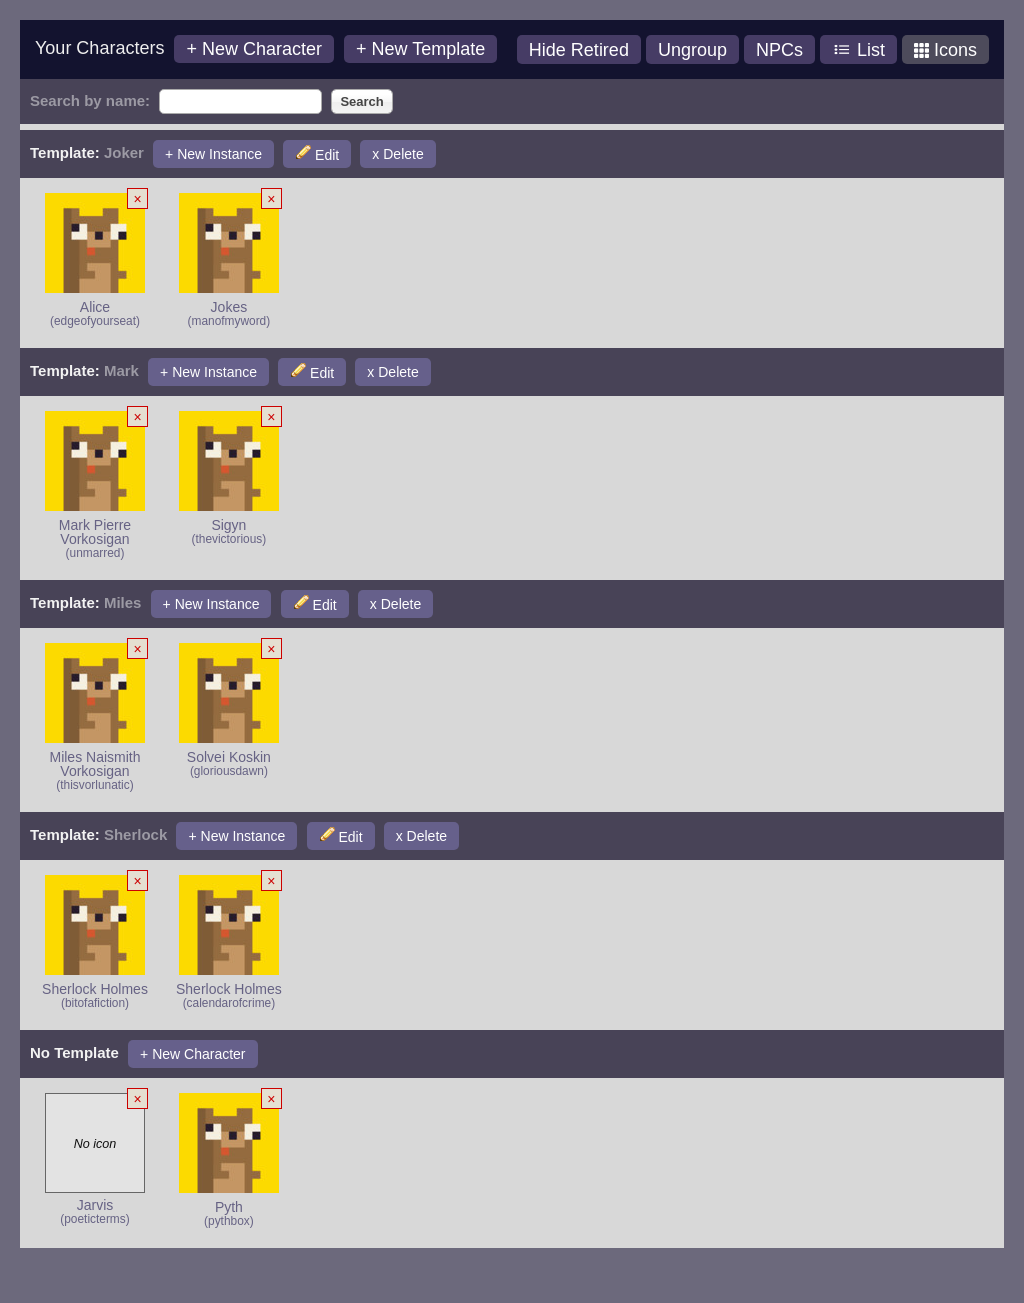 Your Characters + New Character + New Template Hide Retired Ungroup NPCs List Icons
Search by name: Search
Template: Joker + New Instance Edit x Delete
× ×
Alice Jokes
(edgeofyourseat) (manofmyword)
Template: Mark + New Instance Edit x Delete
× ×
Mark Pierre Sigyn
Vorkosigan (thevictorious)
(unmarred)
Template: Miles + New Instance Edit x Delete
× ×
Miles Naismith Solvei Koskin
Vorkosigan (gloriousdawn)
(thisvorlunatic)
Template: Sherlock + New Instance Edit x Delete
× ×
Sherlock Holmes Sherlock Holmes
(bitofafiction) (calendarofcrime)
No Template + New Character
× ×
No icon
Jarvis Pyth
(poeticterms) (pythbox)